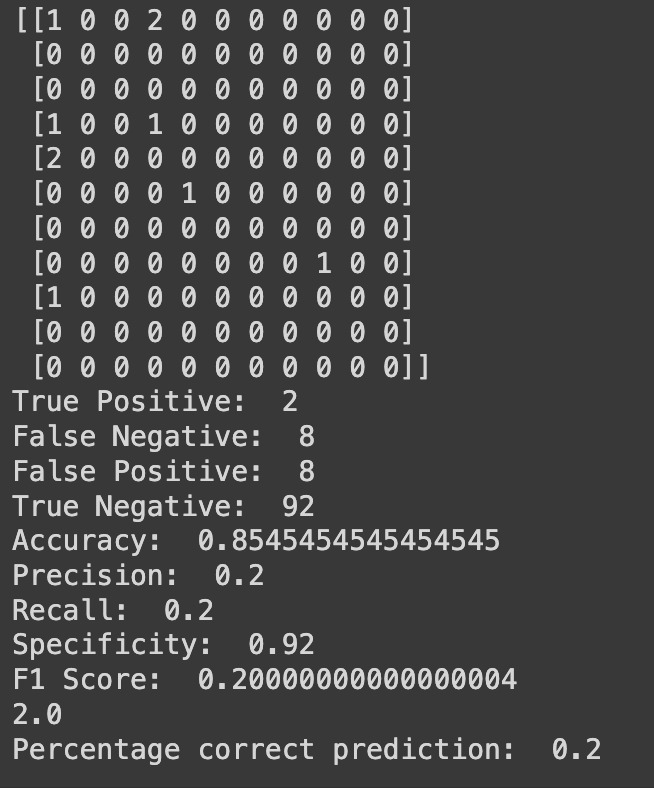 [[1 0 0 2 0 0 0 0 0 0 0]
 [0 0 0 0 0 0 0 0 0 0 0]
 [0 0 0 0 0 0 0 0 0 0 0]
 [1 0 0 1 0 0 0 0 0 0 0]
 [2 0 0 0 0 0 0 0 0 0 0]
 [0 0 0 0 1 0 0 0 0 0 0]
 [0 0 0 0 0 0 0 0 0 0 0]
 [0 0 0 0 0 0 0 0 1 0 0]
 [1 0 0 0 0 0 0 0 0 0 0]
 [0 0 0 0 0 0 0 0 0 0 0]
 [0 0 0 0 0 0 0 0 0 0 0]]
True Positive:  2
False Negative:  8
False Positive:  8
True Negative:  92
Accuracy:  0.8545454545454545
Precision:  0.2
Recall:  0.2
Specificity:  0.92
F1 Score:  0.20000000000000004
2.0
Percentage correct prediction:  0.2